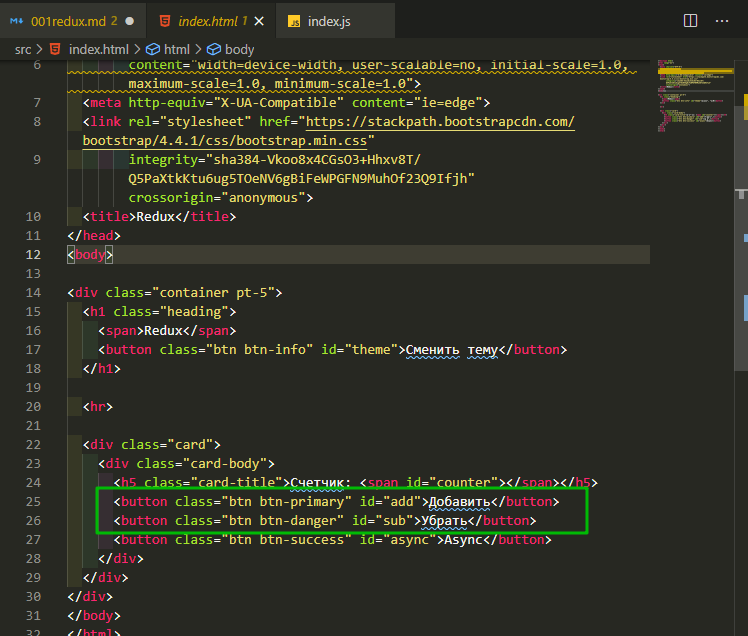 001redux.md 2 ● index.html 1 × index.js ...
src > index.html > html > body
6 content="width=device-width, user-scalable=no, initial-scale=1.0,
maximum-scale=1.0, minimum-scale=1.0">
7 <meta http-equiv="X-UA-Compatible" content="ie=edge">
8 <link rel="stylesheet" href="https://stackpath.bootstrapcdn.com/
bootstrap/4.4.1/css/bootstrap.min.css"
9 integrity="sha384-Vkoo8x4CGsO3+Hhxv8T/
Q5PaXtkKtu6ug5TOeNV6gBiFeWPGFN9MuhOf23Q9Ifjh"
crossorigin="anonymous">
10 <title>Redux</title>
11 </head>
12 <body>
13
14 <div class="container pt-5">
15 <h1 class="heading">
16 <span>Redux</span>
17 <button class="btn btn-info" id="theme">Сменить тему</button>
18 </h1>
19
20 <hr>
21
22 <div class="card">
23 <div class="card-body">
24 <h5 class="card-title">Счетчик: <span id="counter"></span></h5>
25 <button class="btn btn-primary" id="add">Добавить</button>
26 <button class="btn btn-danger" id="sub">Убрать</button>
27 <button class="btn btn-success" id="async">Async</button>
28 </div>
29 </div>
30 </div>
31 </body>
32 </html>